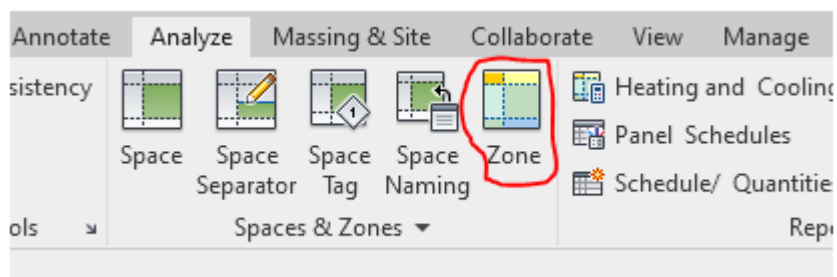 Annotate Analyze Massing & Site Collaborate View Manage
sistency
Space
Space Separator
Space Tag
Space Naming
Zone
Heating and Cooling
Panel Schedules
Schedule/ Quantitie
ols
Spaces & Zones
Rep